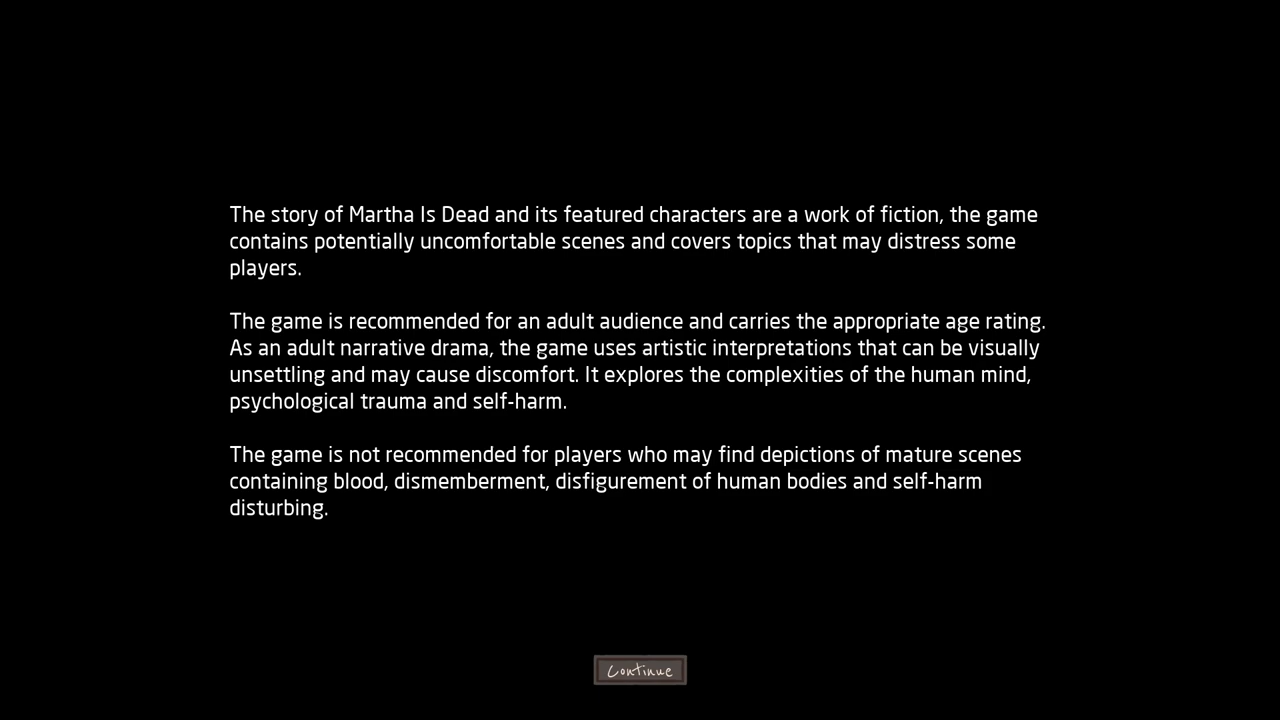 The story of Martha Is Dead and its featured characters are a work of fiction, the game
contains potentially uncomfortable scenes and covers topics that may distress some
players.
The game is recommended for an adult audience and carries the appropriate age rating.
As an adult narrative drama, the game uses artistic interpretations that can be visually
unsettling and may cause discomfort. It explores the complexities of the human mind,
psychological trauma and self-harm.
The game is not recommended for players who may find depictions of mature scenes
containing blood, dismemberment, disfigurement of human bodies and self-harm
disturbing.
Continue